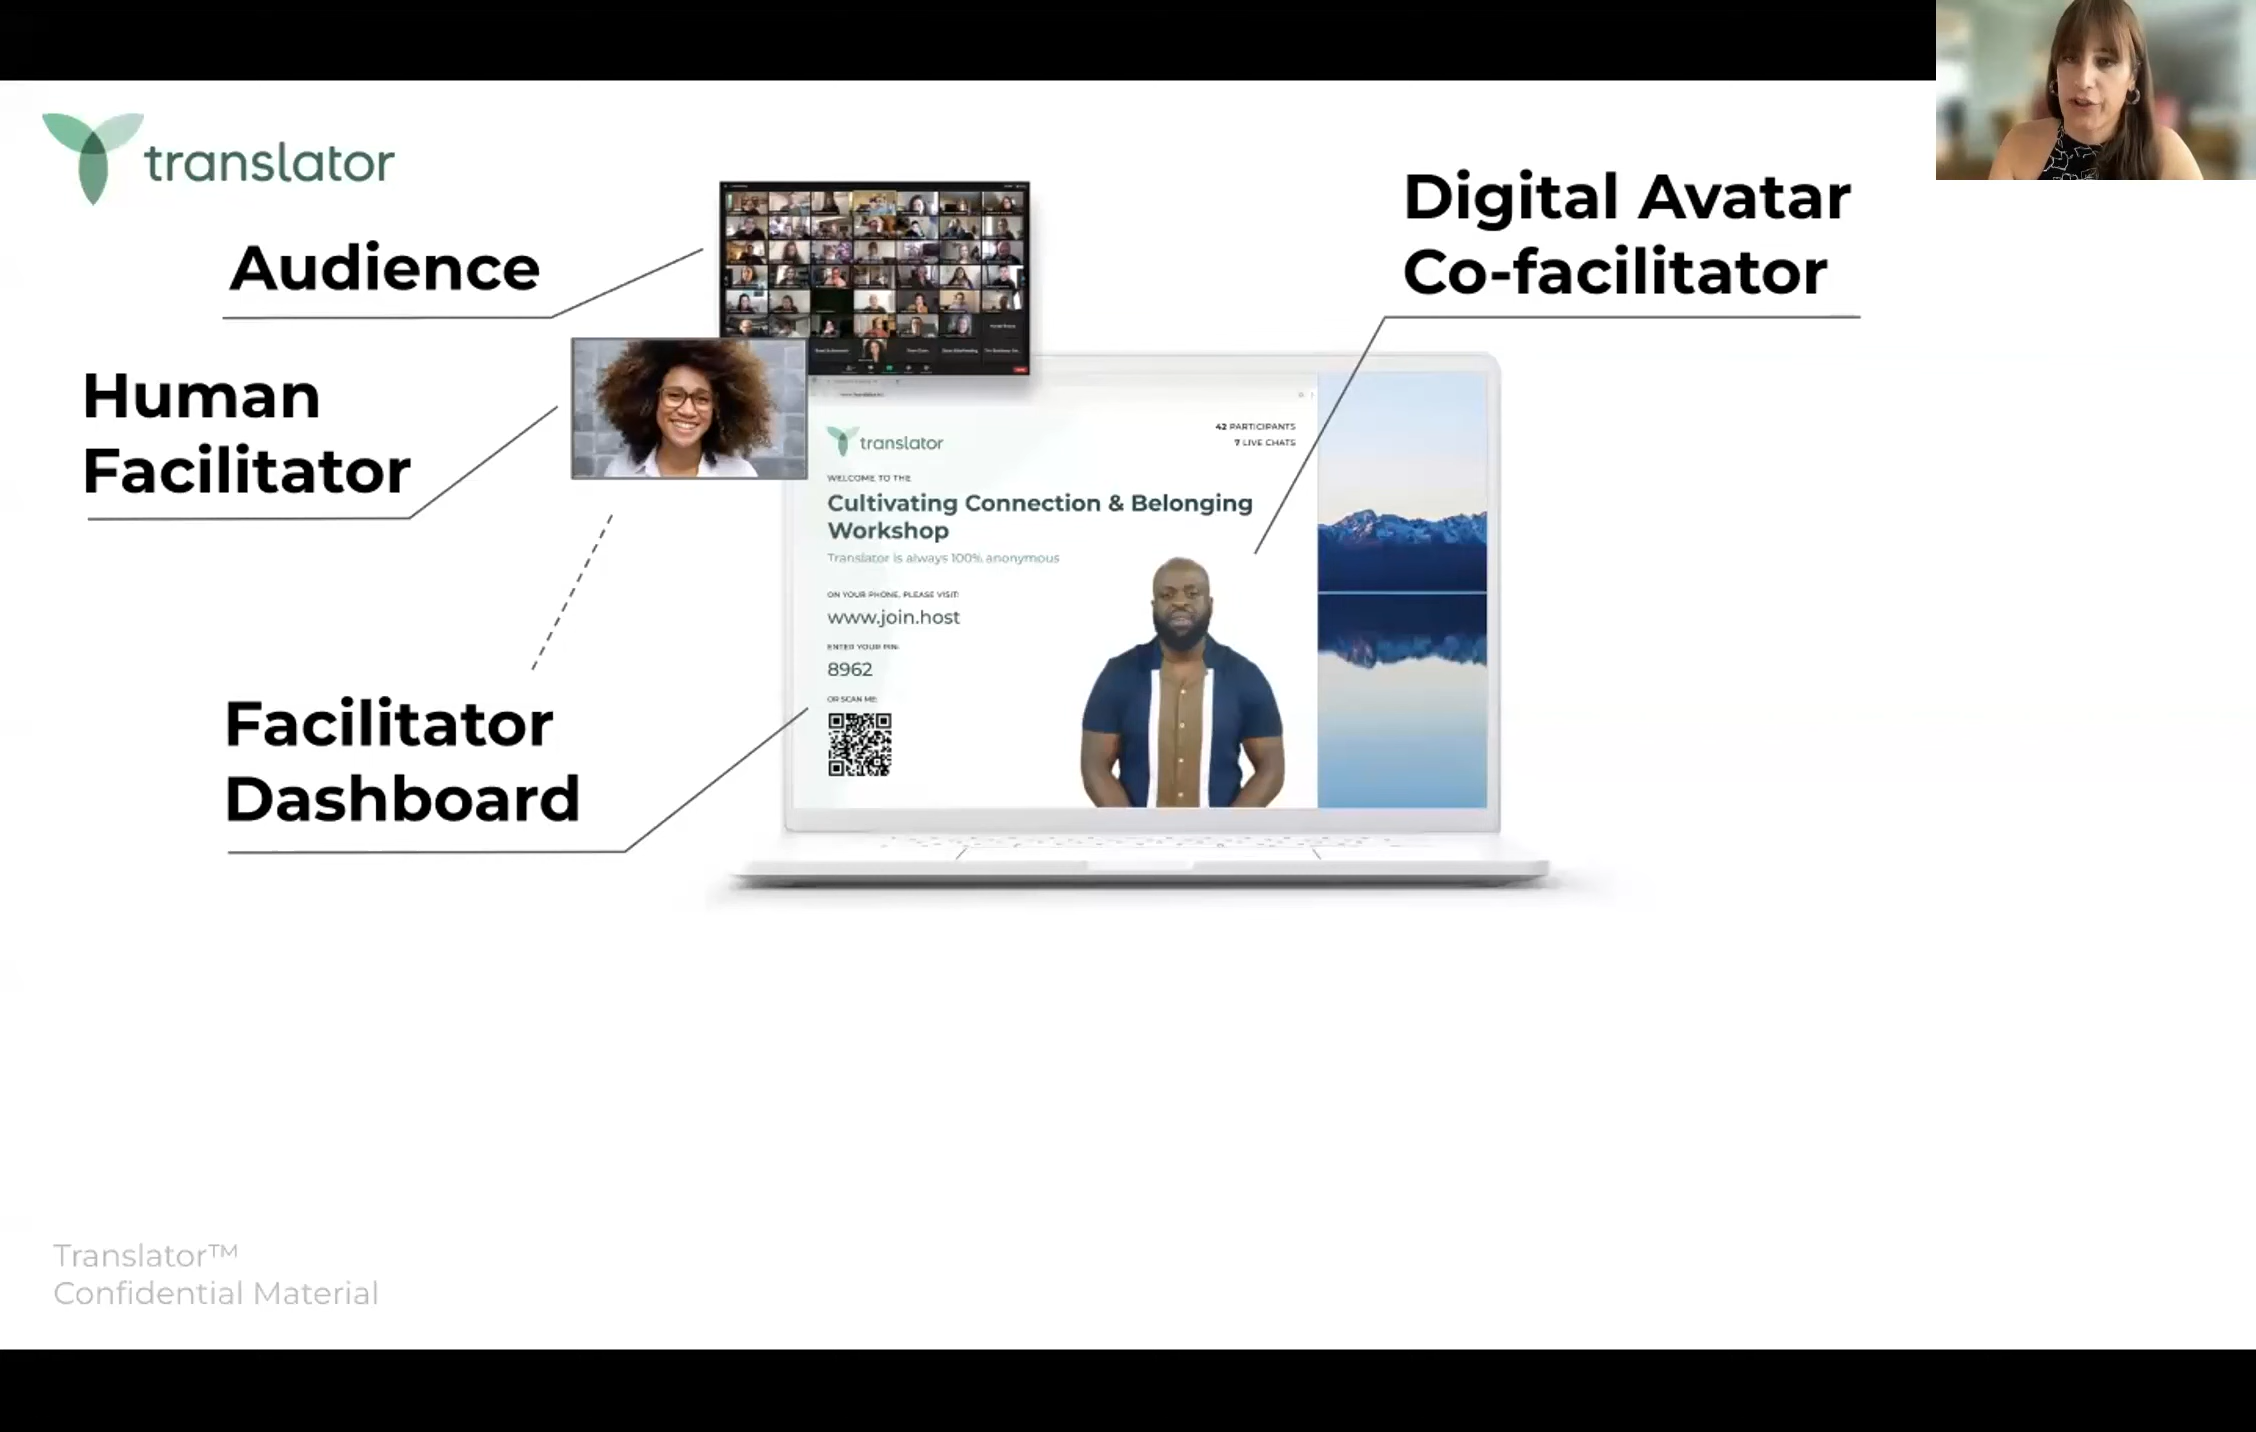 translator
Audience
Human
Facilitator
Facilitator
Dashboard
Digital Avatar
Co-facilitator
translator
42 PARTICIPANTS
7 LIVE CHATS
WELCOME TO THE
Cultivating Connection & Belonging
Workshop
Translator is always 100% anonymous
ON YOUR PHONE, PLEASE VISIT:
www.join.host
ENTER YOUR PIN:
8962
OR SCAN ME:
Translator™
Confidential Material